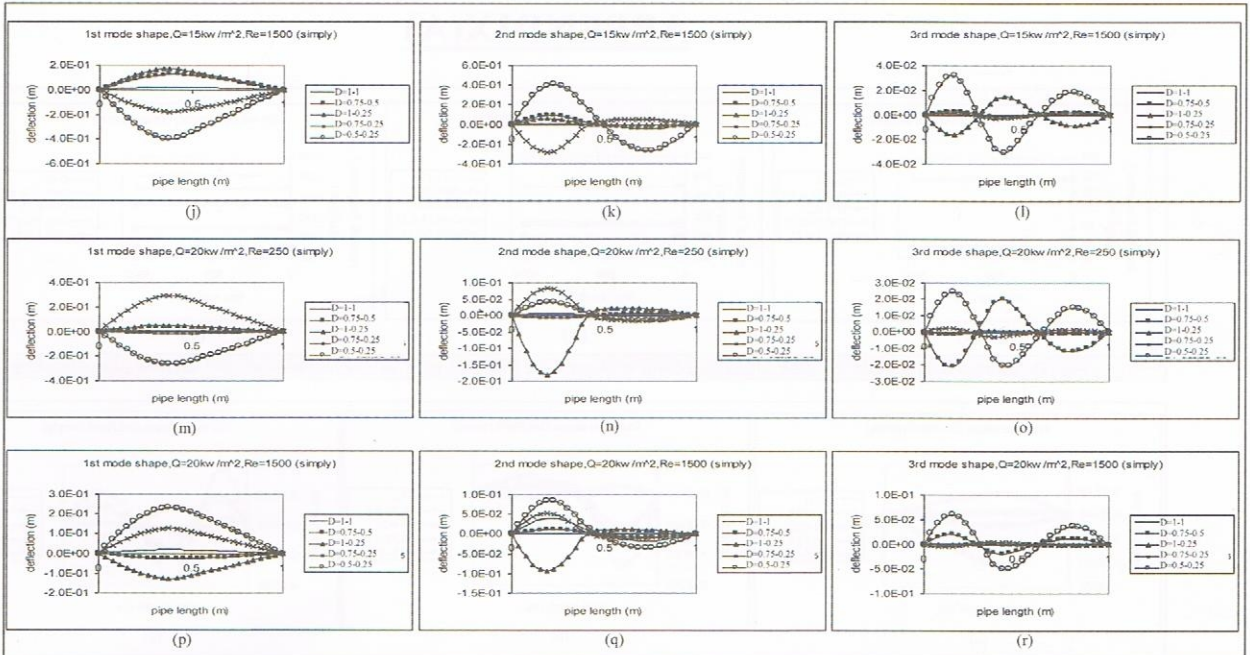 1st mode shape,Q=15kw/m^2,Re=1500 (simply)
2.0E-01
0.0E+00
-2.0E-01
-4.0E-01
-6.0E-01
0
0.5
1
deflection (m)
pipe length (m)
D=1-1
D=0.75-0.5
D=1-0.25
D=0.75-0.25
D=0.5-0.25
(j)
2nd mode shape,Q=15kw/m^2,Re=1500 (simply)
6.0E-01
4.0E-01
2.0E-01
0.0E+00
-2.0E-01
-4.0E-01
0
0.5
1
deflection (m)
pipe length (m)
D=1-1
D=0.75-0.5
D=1-0.25
D=0.75-0.25
D=0.5-0.25
(k)
3rd mode shape,Q=15kw/m^2,Re=1500 (simply)
4.0E-02
2.0E-02
0.0E+00
-2.0E-02
-4.0E-02
0
0.5
1
deflection (m)
pipe length (m)
D=1-1
D=0.75-0.5
D=1-0.25
D=0.75-0.25
D=0.5-0.25
(l)
1st mode shape,Q=20kw/m^2,Re=250 (simply)
4.0E-01
2.0E-01
0.0E+00
-2.0E-01
-4.0E-01
0
0.5
1
deflection (m)
pipe length (m)
D=1-1
D=0.75-0.5
D=1-0.25
D=0.75-0.25
D=0.5-0.25
(m)
2nd mode shape,Q=20kw/m^2,Re=250 (simply)
1.0E-01
5.0E-02
0.0E+00
-5.0E-02
-1.0E-01
-1.5E-01
-2.0E-01
0
0.5
1
deflection (m)
pipe length (m)
D=1-1
D=0.75-0.5
D=1-0.25
D=0.75-0.25
D=0.5-0.25
s
(n)
3rd mode shape,Q=20kw/m^2,Re=250 (simply)
3.0E-02
2.0E-02
1.0E-02
0.0E+00
-1.0E-02
-2.0E-02
-3.0E-02
0
0.5
1
deflection (m)
pipe length (m)
D=1-1
D=0.75-0.5
D=1-0.25
D=0.75-0.25
D=0.5-0.25
(o)
1st mode shape,Q=20kw/m^2,Re=1500 (simply)
3.0E-01
2.0E-01
1.0E-01
0.0E+00
-1.0E-01
-2.0E-01
0
0.5
1
deflection (m)
pipe length (m)
D=1-1
D=0.75-0.5
D=1-0.25
D=0.75-0.25
D=0.5-0.25
s
(p)
2nd mode shape,Q=20kw/m^2,Re=1500 (simply)
1.0E-01
5.0E-02
0.0E+00
-5.0E-02
-1.0E-01
-1.5E-01
0
0.5
1
deflection (m)
pipe length (m)
D=1-1
D=0.75-0.5
D=1-0.25
D=0.75-0.25
D=0.5-0.25
s
(q)
3rd mode shape,Q=20kw/m^2,Re=1500 (simply)
1.0E-01
5.0E-02
0.0E+00
-5.0E-02
-1.0E-01
0
0.5
1
deflection (m)
pipe length (m)
D=1-1
D=0.75-0.5
D=1-0.25
D=0.75-0.25
D=0.5-0.25
s
(r)